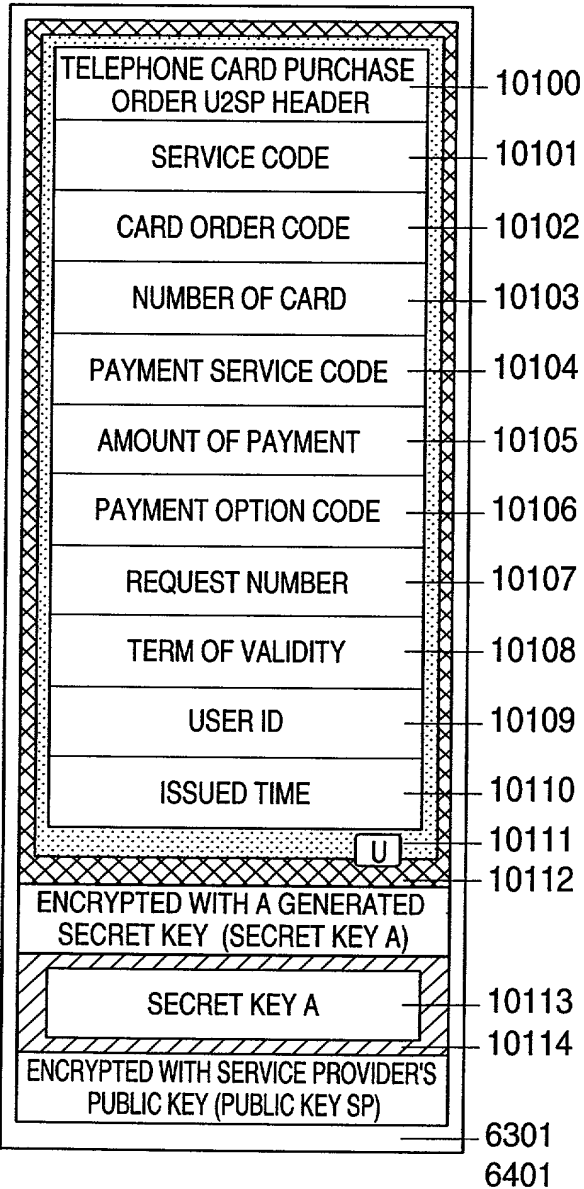 TELEPHONE CARD PURCHASE
ORDER U2SP HEADER
10100
SERVICE CODE
10101
CARD ORDER CODE
10102
NUMBER OF CARD
10103
PAYMENT SERVICE CODE
10104
AMOUNT OF PAYMENT
10105
PAYMENT OPTION CODE
10106
REQUEST NUMBER
10107
TERM OF VALIDITY
10108
USER ID
10109
ISSUED TIME
10110
U
10111
10112
ENCRYPTED WITH A GENERATED
SECRET KEY (SECRET KEY A)
SECRET KEY A
10113
10114
ENCRYPTED WITH SERVICE PROVIDER'S
PUBLIC KEY (PUBLIC KEY SP)
6301
6401